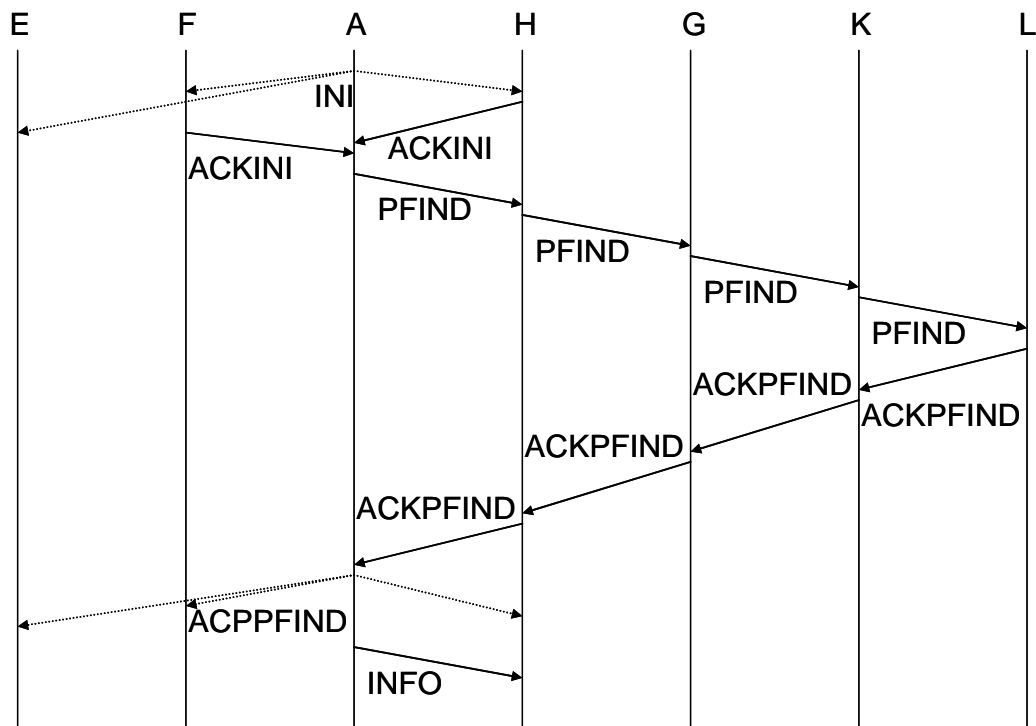 E F A H G K L
INI
ACKINI
ACKINI
PFIND
PFIND
PFIND
PFIND
ACKPFIND
ACKPFIND
ACKPFIND
ACKPFIND
ACPPFIND
INFO